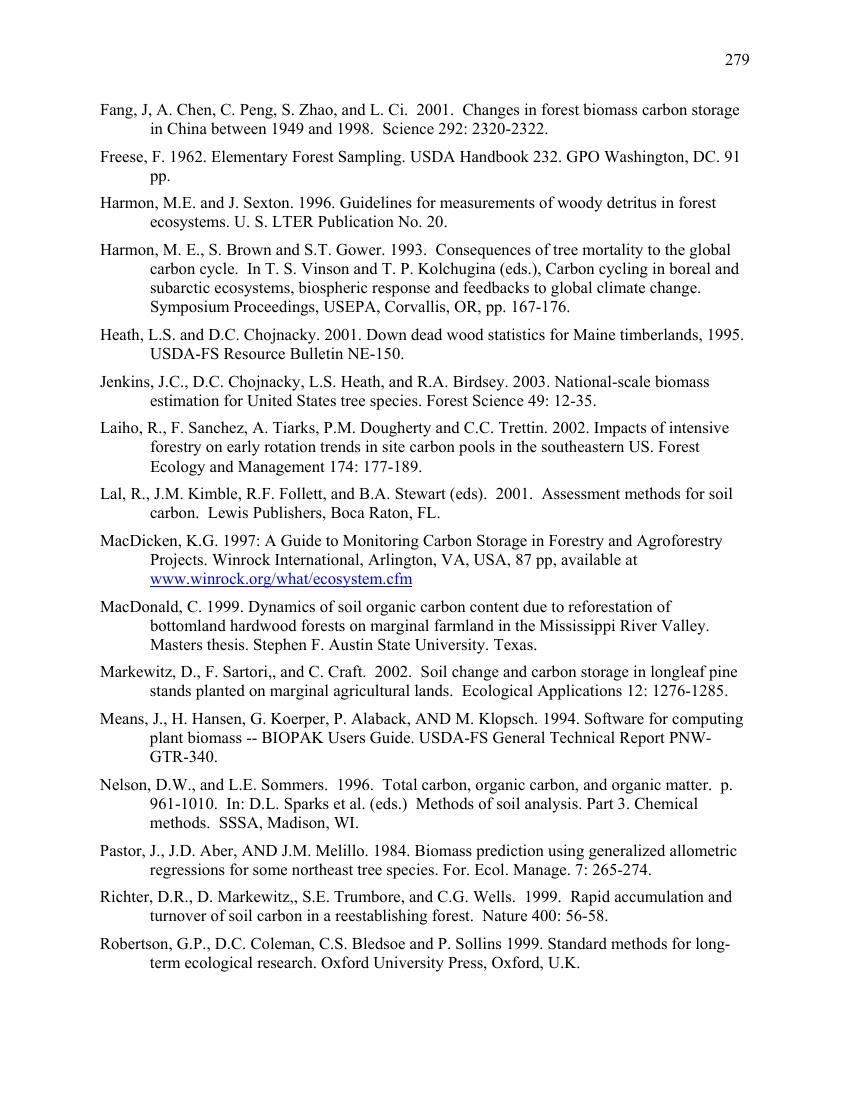 279
Fang, J, A. Chen, C. Peng, S. Zhao, and L. Ci.  2001.  Changes in forest biomass carbon storage
in China between 1949 and 1998.  Science 292: 2320-2322.
Freese, F. 1962. Elementary Forest Sampling. USDA Handbook 232. GPO Washington, DC. 91
pp.
Harmon, M.E. and J. Sexton. 1996. Guidelines for measurements of woody detritus in forest
ecosystems. U. S. LTER Publication No. 20.
Harmon, M. E., S. Brown and S.T. Gower. 1993.  Consequences of tree mortality to the global
carbon cycle.  In T. S. Vinson and T. P. Kolchugina (eds.), Carbon cycling in boreal and
subarctic ecosystems, biospheric response and feedbacks to global climate change.
Symposium Proceedings, USEPA, Corvallis, OR, pp. 167-176.
Heath, L.S. and D.C. Chojnacky. 2001. Down dead wood statistics for Maine timberlands, 1995.
USDA-FS Resource Bulletin NE-150.
Jenkins, J.C., D.C. Chojnacky, L.S. Heath, and R.A. Birdsey. 2003. National-scale biomass
estimation for United States tree species. Forest Science 49: 12-35.
Laiho, R., F. Sanchez, A. Tiarks, P.M. Dougherty and C.C. Trettin. 2002. Impacts of intensive
forestry on early rotation trends in site carbon pools in the southeastern US. Forest
Ecology and Management 174: 177-189.
Lal, R., J.M. Kimble, R.F. Follett, and B.A. Stewart (eds).  2001.  Assessment methods for soil
carbon.  Lewis Publishers, Boca Raton, FL.
MacDicken, K.G. 1997: A Guide to Monitoring Carbon Storage in Forestry and Agroforestry
Projects. Winrock International, Arlington, VA, USA, 87 pp, available at
www.winrock.org/what/ecosystem.cfm
MacDonald, C. 1999. Dynamics of soil organic carbon content due to reforestation of
bottomland hardwood forests on marginal farmland in the Mississippi River Valley.
Masters thesis. Stephen F. Austin State University. Texas.
Markewitz, D., F. Sartori,, and C. Craft.  2002.  Soil change and carbon storage in longleaf pine
stands planted on marginal agricultural lands.  Ecological Applications 12: 1276-1285.
Means, J., H. Hansen, G. Koerper, P. Alaback, AND M. Klopsch. 1994. Software for computing
plant biomass -- BIOPAK Users Guide. USDA-FS General Technical Report PNW-
GTR-340.
Nelson, D.W., and L.E. Sommers.  1996.  Total carbon, organic carbon, and organic matter.  p.
961-1010.  In: D.L. Sparks et al. (eds.)  Methods of soil analysis. Part 3. Chemical
methods.  SSSA, Madison, WI.
Pastor, J., J.D. Aber, AND J.M. Melillo. 1984. Biomass prediction using generalized allometric
regressions for some northeast tree species. For. Ecol. Manage. 7: 265-274.
Richter, D.R., D. Markewitz,, S.E. Trumbore, and C.G. Wells.  1999.  Rapid accumulation and
turnover of soil carbon in a reestablishing forest.  Nature 400: 56-58.
Robertson, G.P., D.C. Coleman, C.S. Bledsoe and P. Sollins 1999. Standard methods for long-
term ecological research. Oxford University Press, Oxford, U.K.